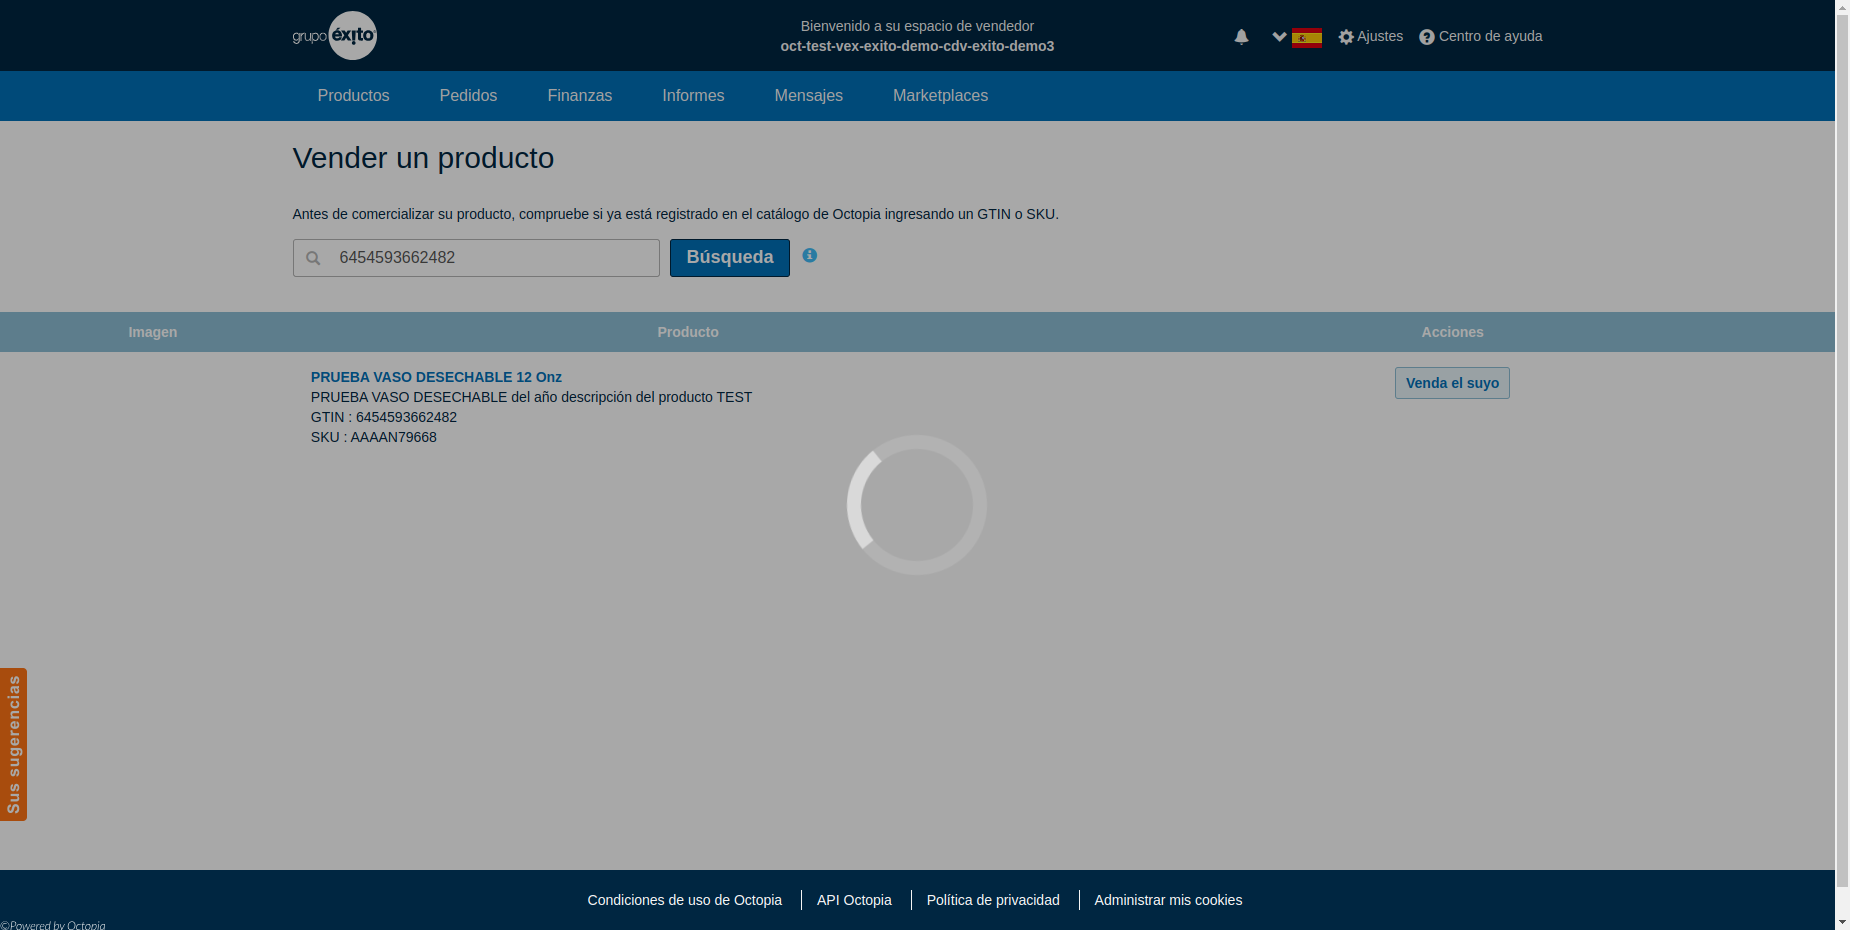 grupo éxito
Bienvenido a su espacio de vendedor
oct-test-vex-exito-demo-cdv-exito-demo3
Ajustes
Centro de ayuda
Productos
Pedidos
Finanzas
Informes
Mensajes
Marketplaces
Vender un producto
Antes de comercializar su producto, compruebe si ya está registrado en el catálogo de Octopia ingresando un GTIN o SKU.
6454593662482
Búsqueda
Imagen
Producto
Acciones
PRUEBA VASO DESECHABLE 12 Onz
PRUEBA VASO DESECHABLE del año descripción del producto TEST
GTIN : 6454593662482
SKU : AAAAN79668
Venda el suyo
Sus sugerencias
Condiciones de uso de Octopia
API Octopia
Política de privacidad
Administrar mis cookies
©Powered by Octopia